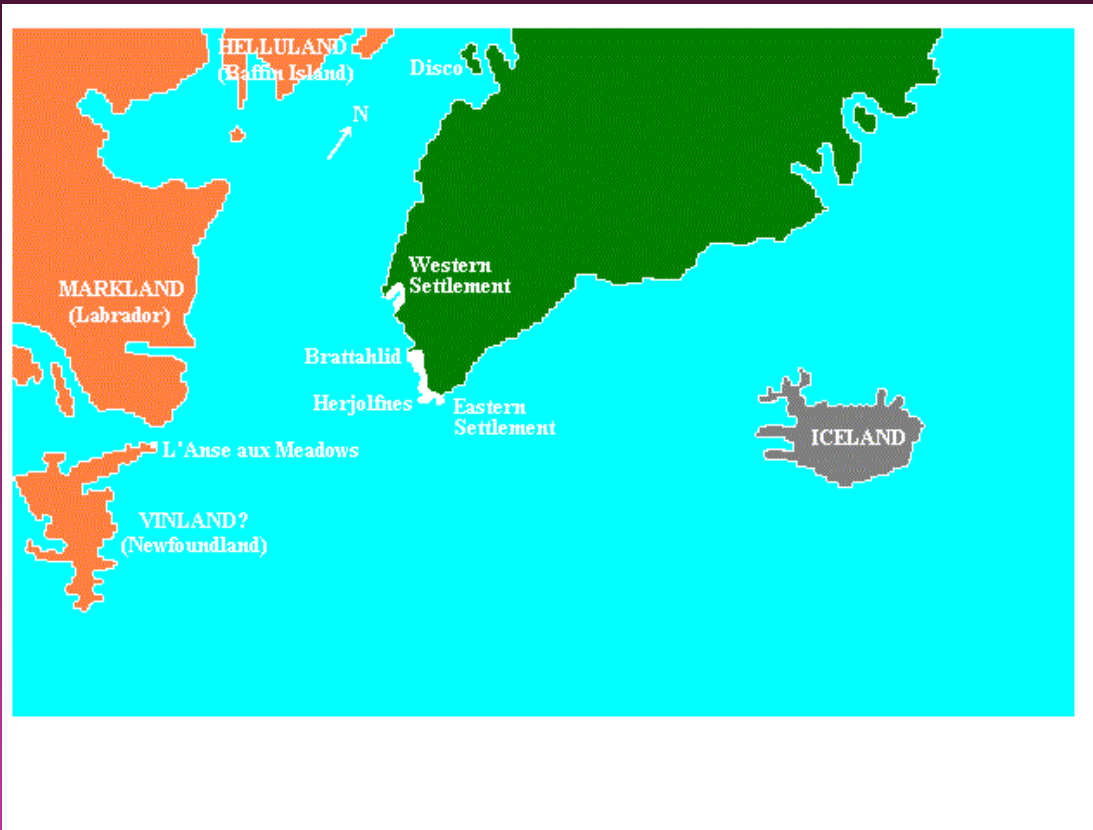 HELLULAND
(Baffin Island)
Disco
N
Western
Settlement
MARKLAND
(Labrador)
Brattahlid
Herjolfnes
Eastern
Settlement
ICELAND
L'Anse aux Meadows
VINLAND?
(Newfoundland)